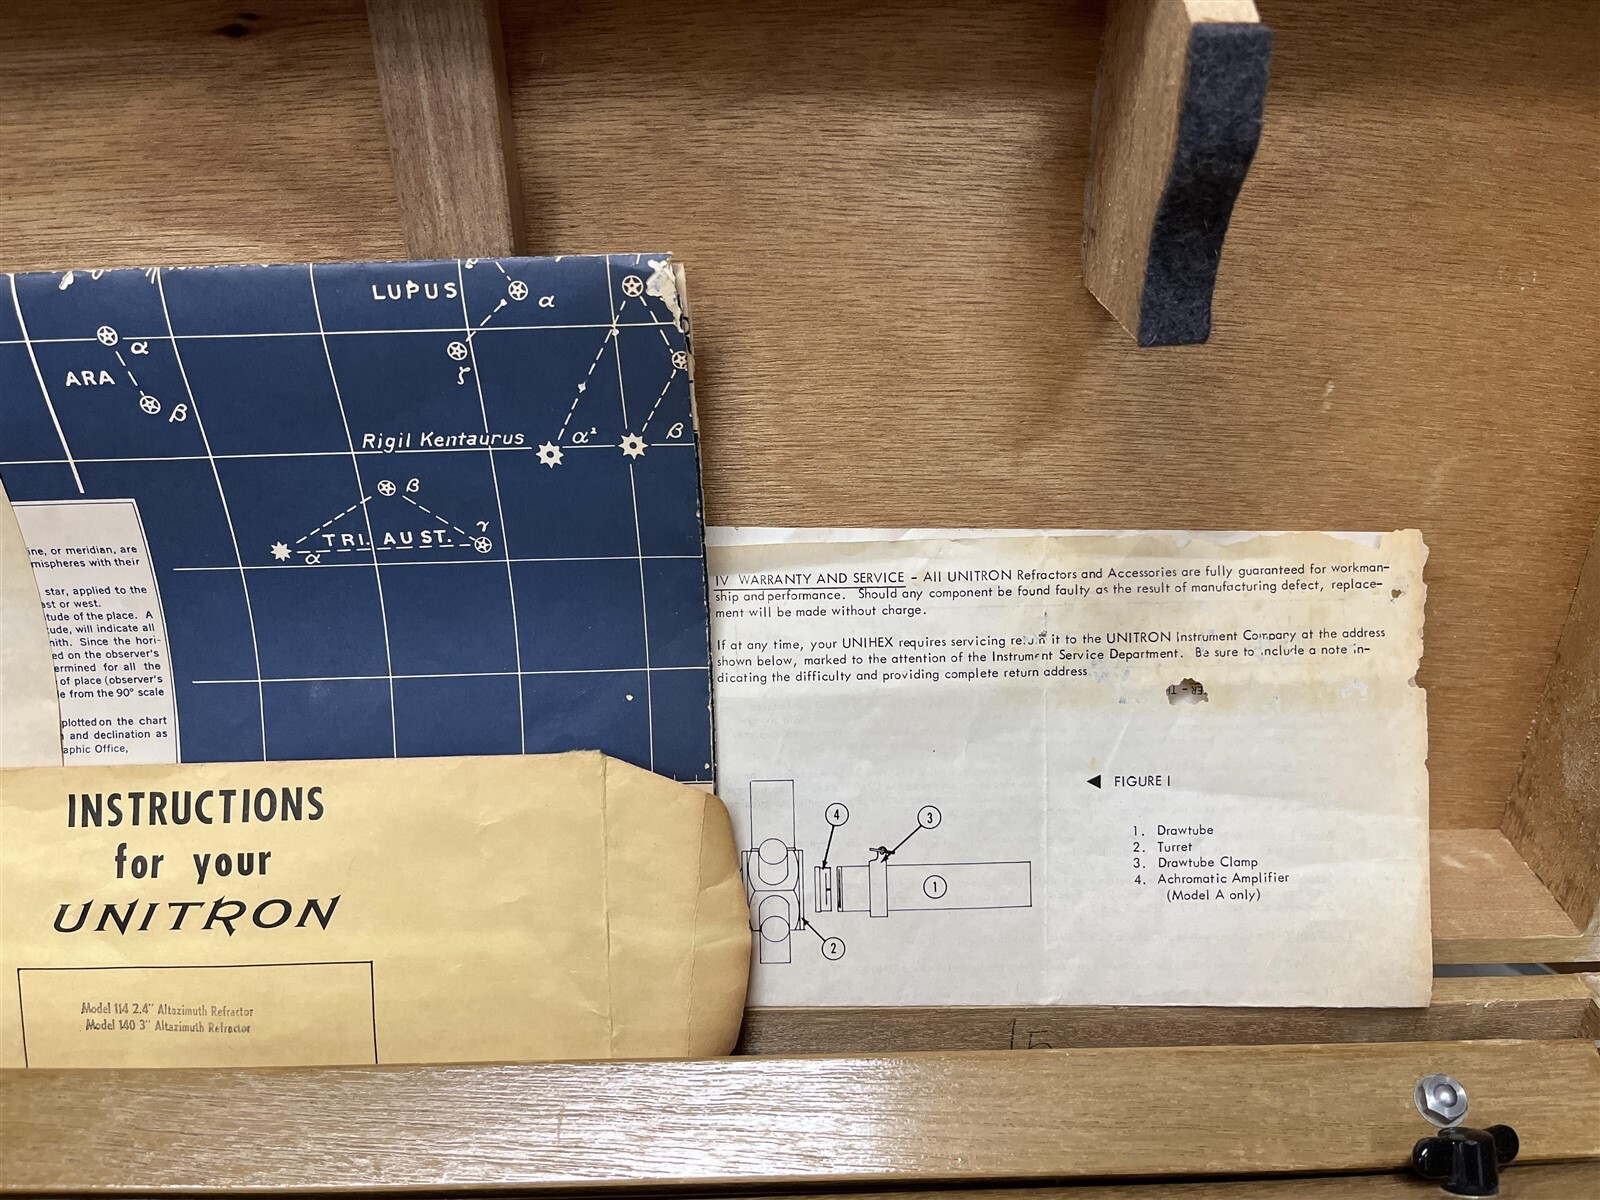 LUPUS
α
α
ζ
ARA
β
Rigil Kentaurus
α²
β
β
γ
TRI. AUST.
α
ine, or meridian, are
mispheres with their
star, applied to the
ast or west.
itude of the place. A
ude, will indicate all
nith. Since the hori-
ed on the observer's
ermined for all the
of place (observer's
e from the 90° scale
plotted on the chart
and declination as
aphic Office,
INSTRUCTIONS
for your
UNITRON
Model 114 2.4" Altazimuth Refractor
Model 140 3" Altazimuth Refractor
IV WARRANTY AND SERVICE - All UNITRON Refractors and Accessories are fully guaranteed for workman-
ship and performance. Should any component be found faulty as the result of manufacturing defect, replace-
ment will be made without charge.
If at any time, your UNIHEX requires servicing return it to the UNITRON Instrument Company at the address
shown below, marked to the attention of the Instrument Service Department. Be sure to include a note in-
dicating the difficulty and providing complete return address
◀ FIGURE I
4
3
1
2
1. Drawtube
2. Turret
3. Drawtube Clamp
4. Achromatic Amplifier
(Model A only)
15